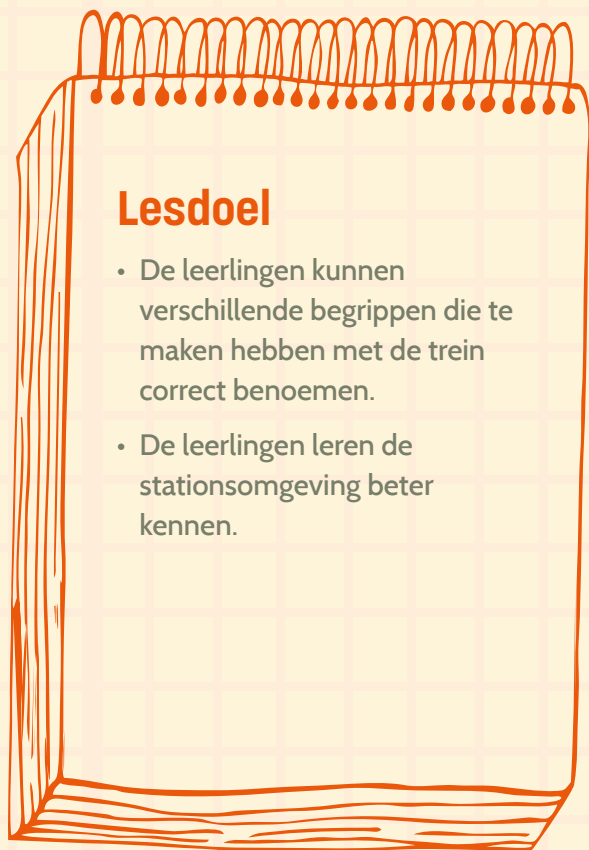 Lesdoel
• De leerlingen kunnen
verschillende begrippen die te
maken hebben met de trein
correct benoemen.
• De leerlingen leren de
stationsomgeving beter
kennen.